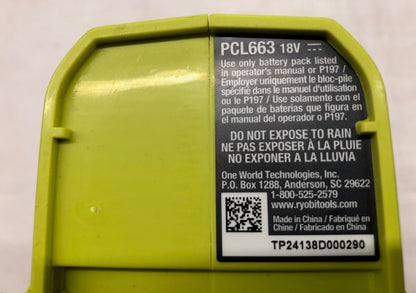 PCL663 18V ⎓
Use only battery pack listed
in operator's manual or P197 /
Employer uniquement le bloc-pile
spécifié dans le manuel d'utilisation
ou le P197 / Use solamente con el
paquete de baterías que figura en
el manual del operador o P197.
DO NOT EXPOSE TO RAIN
NE PAS EXPOSER À LA PLUIE
NO EXPONER A LA LLUVIA
One World Technologies, Inc.
P.O. Box 1288, Anderson, SC 29622
1-800-525-2579
www.ryobitools.com
Made in China / Fabriqué en
Chine / Fabricado en China
TP24138D000290